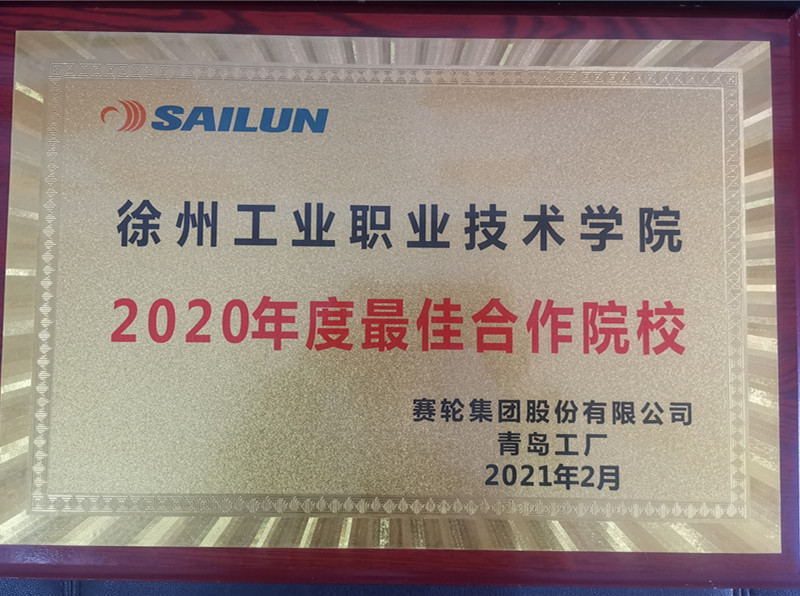 SAILUN
徐州工业职业技术学院
2020年度最佳合作院校
赛轮集团股份有限公司
青岛工厂
2021年2月